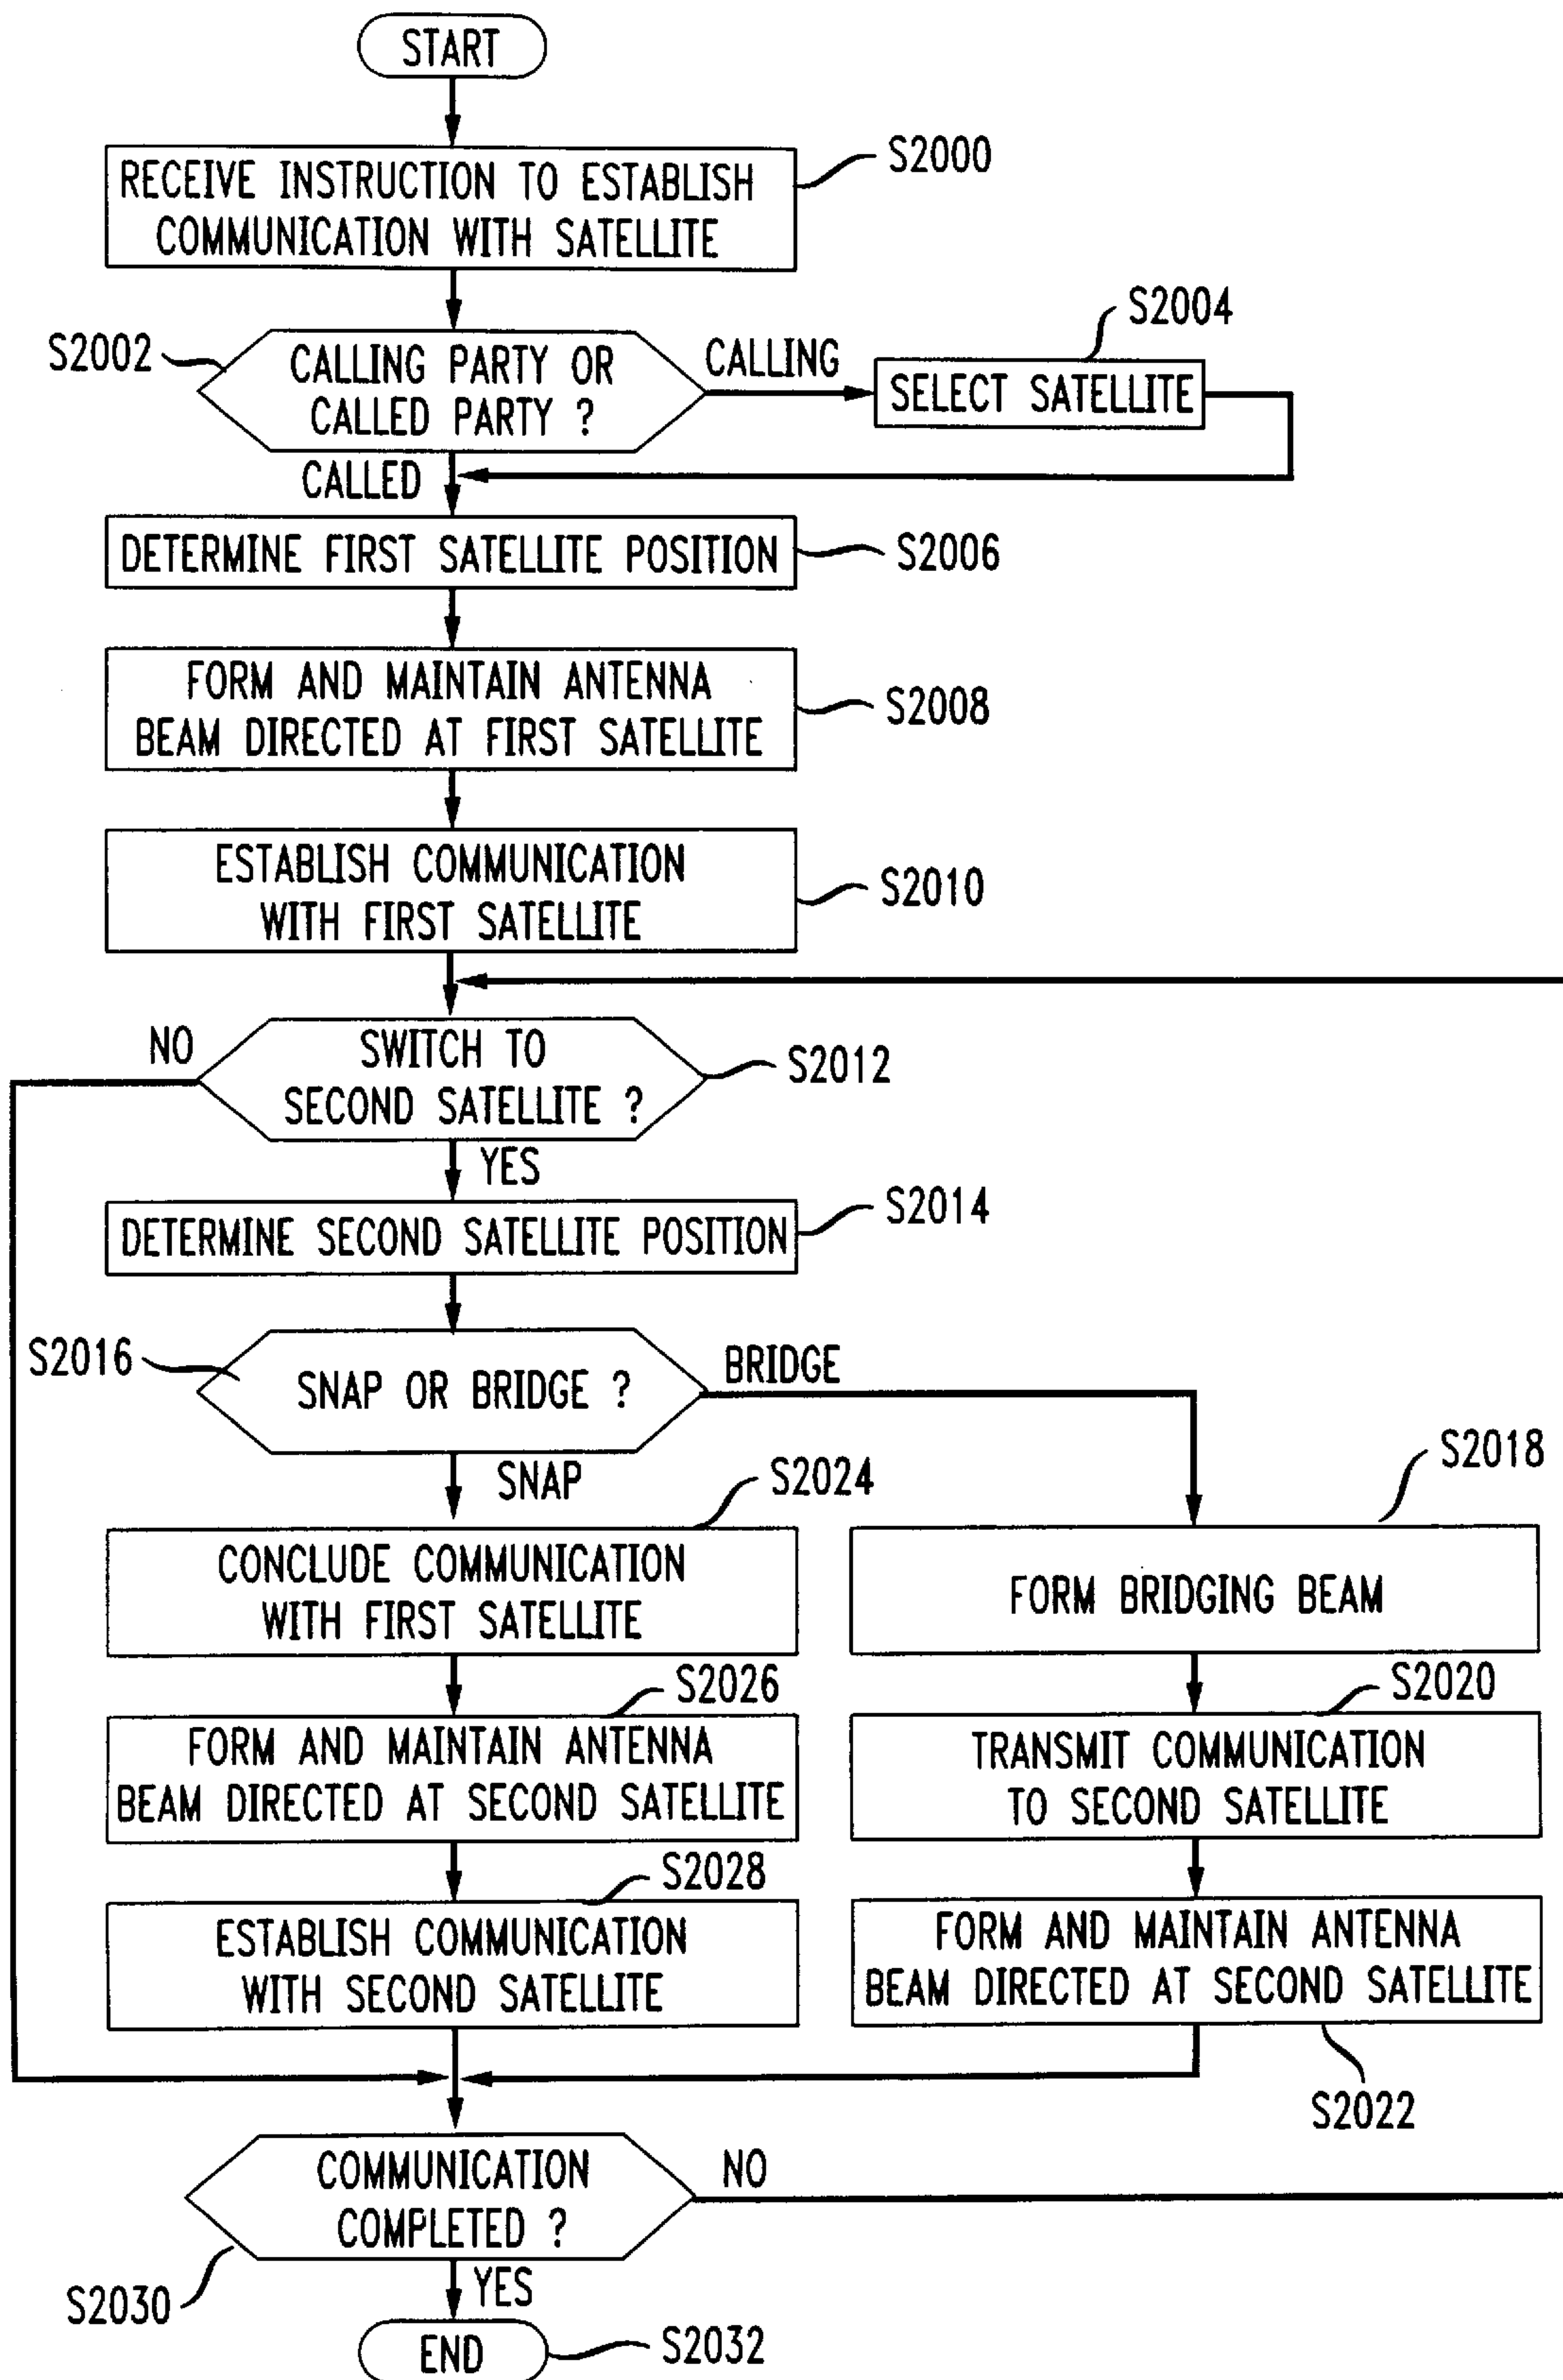 START
RECEIVE INSTRUCTION TO ESTABLISH
COMMUNICATION WITH SATELLITE
S2000
S2002
CALLING PARTY OR
CALLED PARTY ?
CALLING
S2004
SELECT SATELLITE
CALLED
DETERMINE FIRST SATELLITE POSITION
S2006
FORM AND MAINTAIN ANTENNA
BEAM DIRECTED AT FIRST SATELLITE
S2008
ESTABLISH COMMUNICATION
WITH FIRST SATELLITE
S2010
NO
SWITCH TO
SECOND SATELLITE ?
S2012
YES
DETERMINE SECOND SATELLITE POSITION
S2014
S2016
SNAP OR BRIDGE ?
BRIDGE
SNAP
S2024
S2018
CONCLUDE COMMUNICATION
WITH FIRST SATELLITE
FORM BRIDGING BEAM
S2026
S2020
FORM AND MAINTAIN ANTENNA
BEAM DIRECTED AT SECOND SATELLITE
TRANSMIT COMMUNICATION
TO SECOND SATELLITE
S2028
ESTABLISH COMMUNICATION
WITH SECOND SATELLITE
FORM AND MAINTAIN ANTENNA
BEAM DIRECTED AT SECOND SATELLITE
S2022
COMMUNICATION
COMPLETED ?
NO
S2030
YES
END
S2032